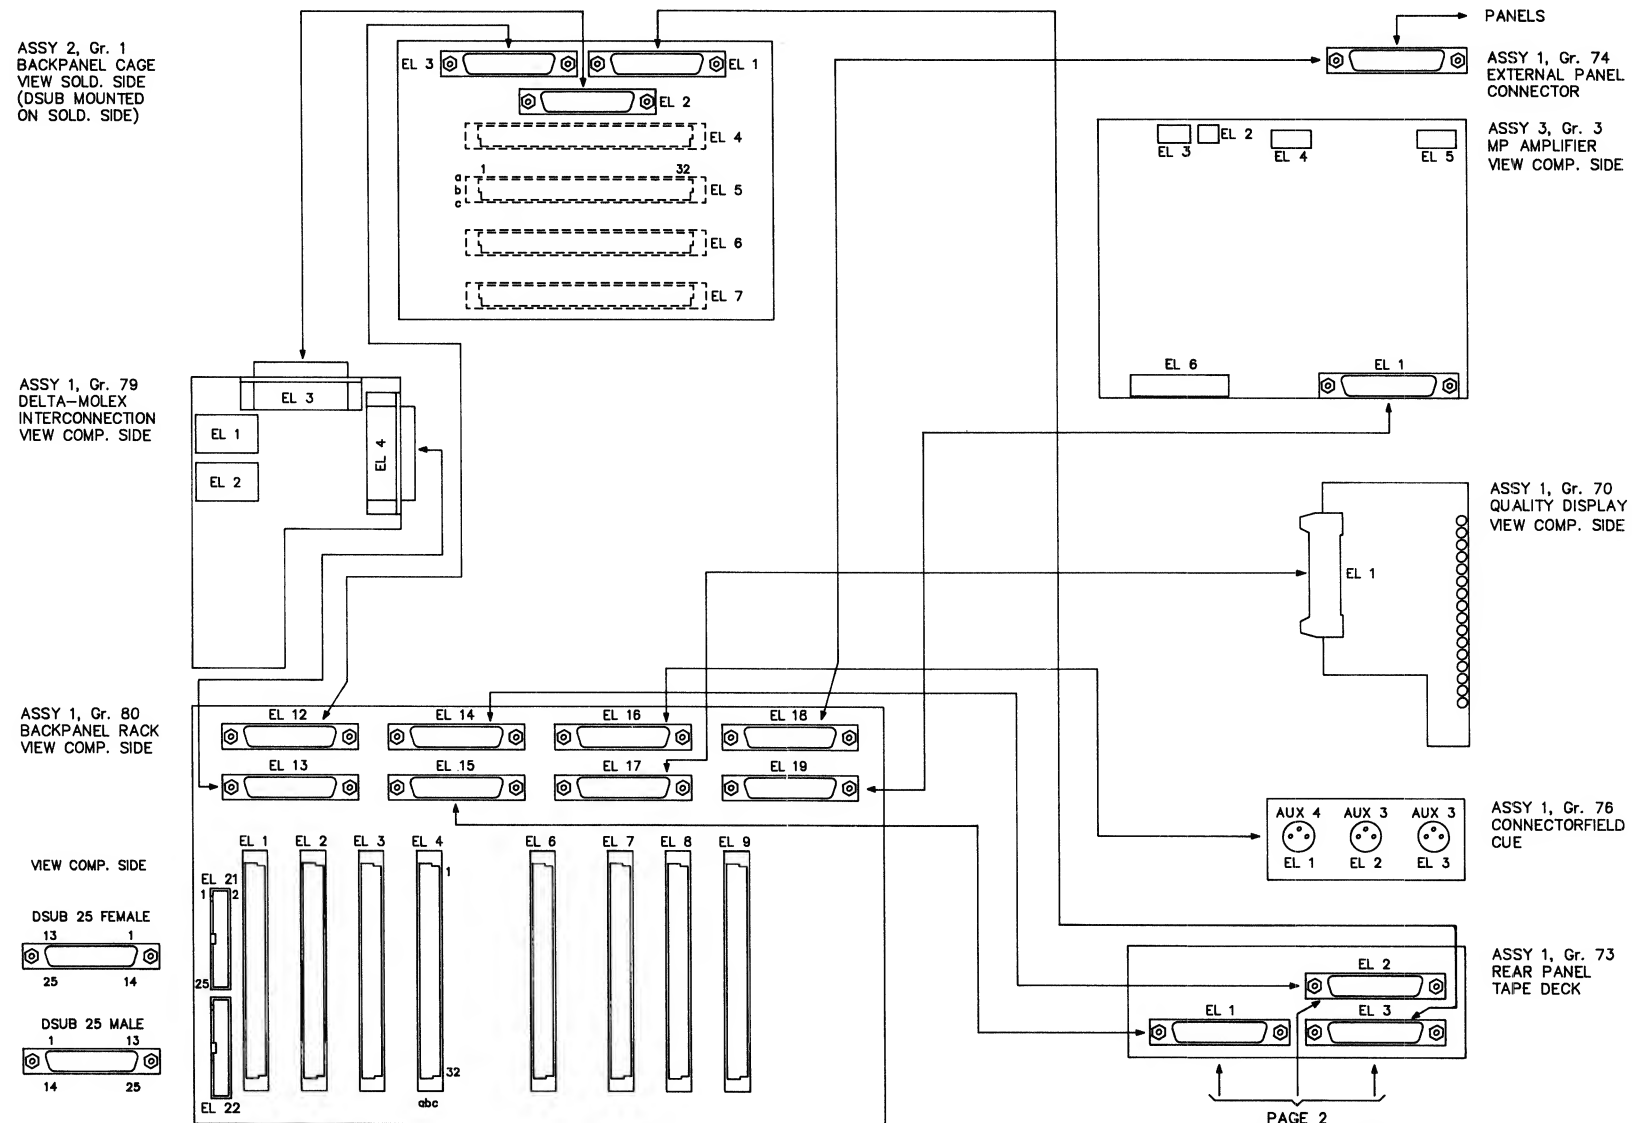 PANELS
ASSY 2, Gr. 1
BACKPANEL CAGE
VIEW SOLD. SIDE
(DSUB MOUNTED
ON SOLD. SIDE)
EL 3
EL 1
EL 2
EL 4
1
32
a
b
c
EL 5
EL 6
EL 7
ASSY 1, Gr. 74
EXTERNAL PANEL
CONNECTOR
ASSY 3, Gr. 3
MP AMPLIFIER
VIEW COMP. SIDE
EL 3
EL 2
EL 4
EL 5
EL 6
EL 1
ASSY 1, Gr. 79
DELTA-MOLEX
INTERCONNECTION
VIEW COMP. SIDE
EL 3
EL 1
EL 4
EL 2
ASSY 1, Gr. 70
QUALITY DISPLAY
VIEW COMP. SIDE
EL 1
ASSY 1, Gr. 80
BACKPANEL RACK
VIEW COMP. SIDE
EL 12
EL 14
EL 16
EL 18
EL 13
EL 15
EL 17
EL 19
EL 1
EL 2
EL 3
EL 4
EL 6
EL 7
EL 8
EL 9
1
32
abc
EL 21
1
2
25
EL 22
ASSY 1, Gr. 76
CONNECTORFIELD
CUE
AUX 4
AUX 3
AUX 3
EL 1
EL 2
EL 3
VIEW COMP. SIDE
DSUB 25 FEMALE
13
1
25
14
DSUB 25 MALE
1
13
14
25
ASSY 1, Gr. 73
REAR PANEL
TAPE DECK
EL 2
EL 1
EL 3
PAGE 2